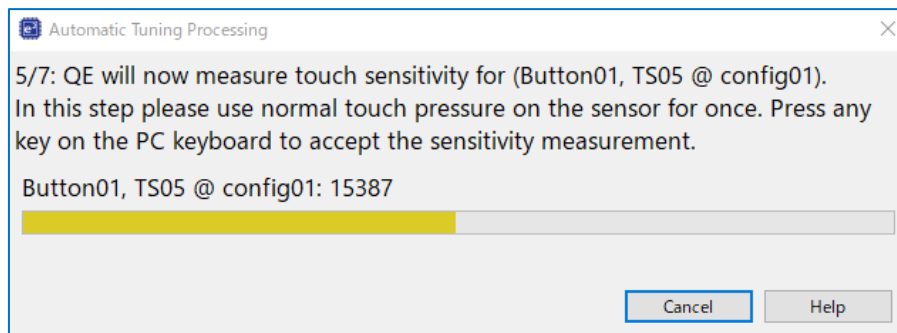 Automatic Tuning Processing
5/7: QE will now measure touch sensitivity for (Button01, TS05 @ config01).
In this step please use normal touch pressure on the sensor for once. Press any
key on the PC keyboard to accept the sensitivity measurement.
Button01, TS05 @ config01: 15387
Cancel
Help